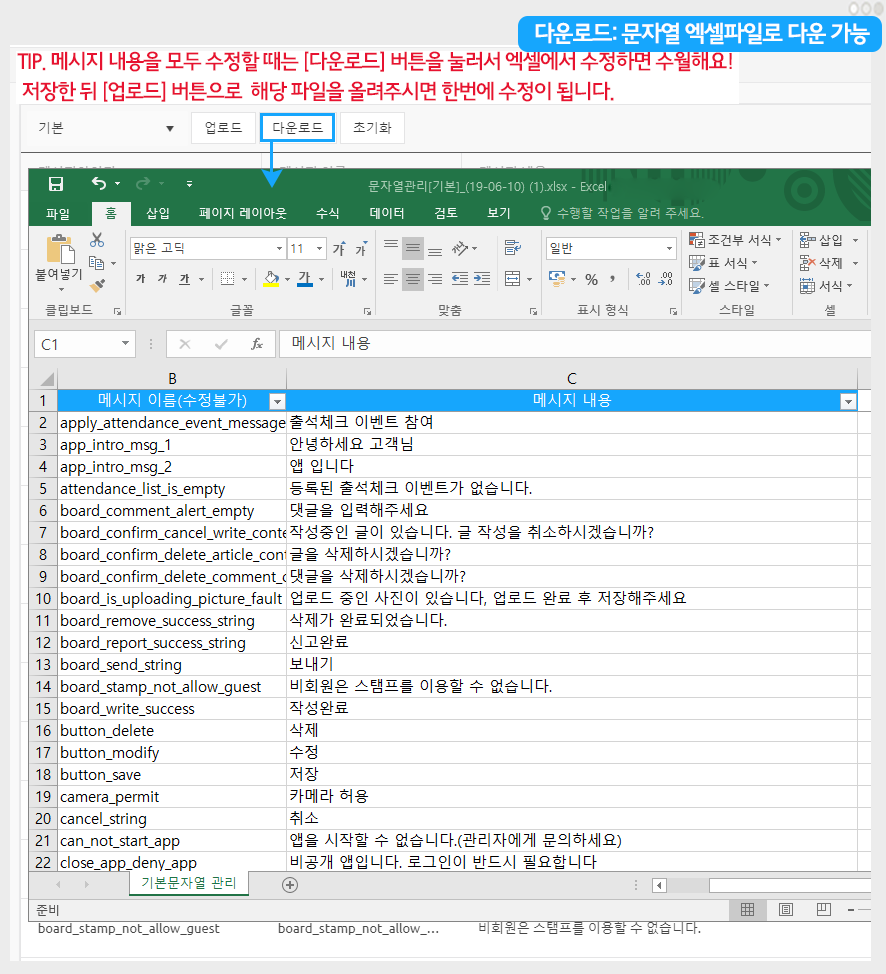 다운로드: 문자열 엑셀파일로 다운 가능
TIP. 메시지 내용을 모두 수정할 때는 [다운로드] 버튼을 눌러서 엑셀에서 수정하면 수월해요!
저장한 뒤 [업로드] 버튼으로 해당 파일을 올려주시면 한번에 수정이 됩니다.
기본 ▼ 업로드 다운로드 초기화
문자열관리[기본]_(19-06-10) (1).xlsx - Excel
파일 홈 삽입 페이지 레이아웃 수식 데이터 검토 보기 수행할 작업을 알려 주세요.
붙여넣기 맑은 고딕 11 가 가 일반 조건부 서식 삽입
가 가 가 가 내천 % , 표 서식 삭제
셀 스타일 서식
클립보드 글꼴 맞춤 표시 형식 스타일 셀
C1 fx 메시지 내용
B C
1 메시지 이름(수정불가) 메시지 내용
2 apply_attendance_event_message 출석체크 이벤트 참여
3 app_intro_msg_1 안녕하세요 고객님
4 app_intro_msg_2 앱 입니다
5 attendance_list_is_empty 등록된 출석체크 이벤트가 없습니다.
6 board_comment_alert_empty 댓글을 입력해주세요
7 board_confirm_cancel_write_conte 작성중인 글이 있습니다. 글 작성을 취소하시겠습니까?
8 board_confirm_delete_article_con 글을 삭제하시겠습니까?
9 board_confirm_delete_comment_c 댓글을 삭제하시겠습니까?
10 board_is_uploading_picture_fault 업로드 중인 사진이 있습니다, 업로드 완료 후 저장해주세요
11 board_remove_success_string 삭제가 완료되었습니다.
12 board_report_success_string 신고완료
13 board_send_string 보내기
14 board_stamp_not_allow_guest 비회원은 스탬프를 이용할 수 없습니다.
15 board_write_success 작성완료
16 button_delete 삭제
17 button_modify 수정
18 button_save 저장
19 camera_permit 카메라 허용
20 cancel_string 취소
21 can_not_start_app 앱을 시작할 수 없습니다.(관리자에게 문의하세요)
22 close_app_deny_app 비공개 앱입니다. 로그인이 반드시 필요합니다
기본문자열 관리
준비
board_stamp_not_allow_guest board_stamp_not_allow_... 비회원은 스탬프를 이용할 수 없습니다.